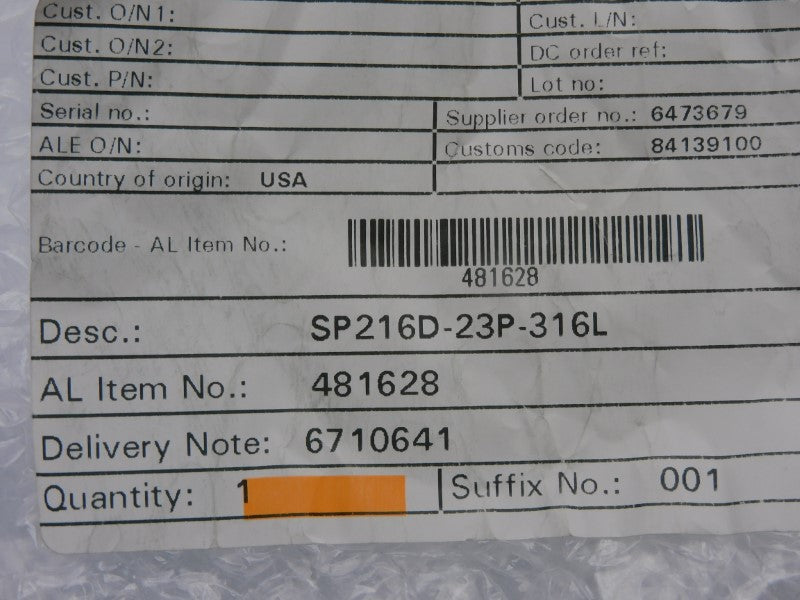 Cust. O/N1:
Cust. L/N:
Cust. O/N2:
DC order ref:
Cust. P/N:
Lot no:
Serial no.:
Supplier order no.: 6473679
ALE O/N:
Customs code: 84139100
Country of origin: USA
Barcode - AL Item No.:
481628
Desc.: SP216D-23P-316L
AL Item No.: 481628
Delivery Note: 6710641
Quantity: 1
Suffix No.: 001